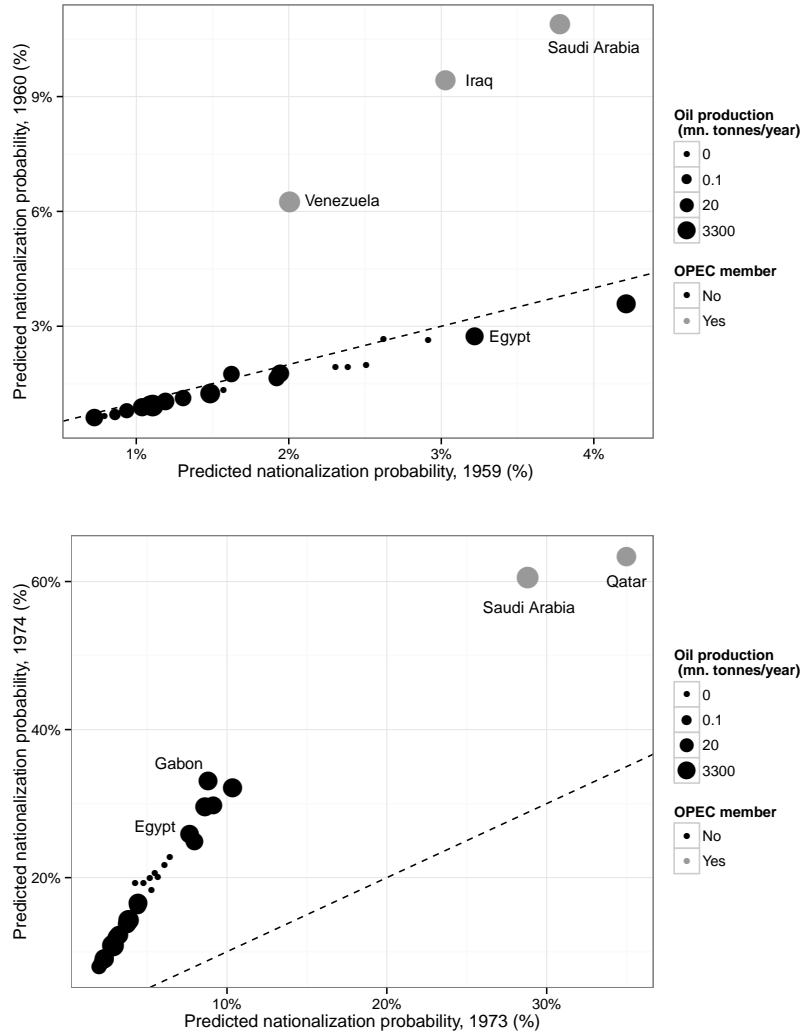 Predicted nationalization probability, 1960 (%)
9%
6%
3%
Saudi Arabia
Iraq
Venezuela
Egypt
1%
2%
3%
4%
Predicted nationalization probability, 1959 (%)
Oil production
(mn. tonnes/year)
0
0.1
20
3300
OPEC member
No
Yes
Predicted nationalization probability, 1974 (%)
60%
40%
20%
Qatar
Saudi Arabia
Gabon
Egypt
10%
20%
30%
Predicted nationalization probability, 1973 (%)
Oil production
(mn. tonnes/year)
0
0.1
20
3300
OPEC member
No
Yes